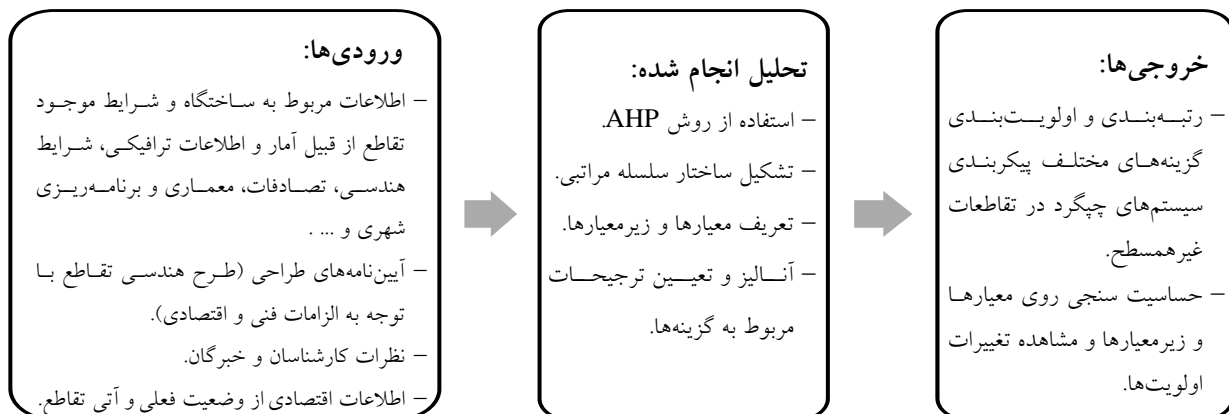 ورودی‌ها:
– اطلاعات مربوط به ساختگاه و شرایط موجود
تقاطع از قبیل آمار و اطلاعات ترافیکی، شرایط
هندسی، تصادفات، معماری و برنامه‌ریزی
شهری و ... .
– آیین‌نامه‌های طراحی (طرح هندسی تقاطع با
توجه به الزامات فنی و اقتصادی).
– نظرات کارشناسان و خبرگان.
– اطلاعات اقتصادی از وضعیت فعلی و آتی تقاطع.
تحلیل انجام شده:
– استفاده از روش AHP.
– تشکیل ساختار سلسله مراتبی.
– تعریف معیارها و زیرمعیارها.
– آنالیز و تعیین ترجیحات
مربوط به گزینه‌ها.
خروجی‌ها:
– رتبه‌بندی و اولویت‌بندی
گزینه‌های مختلف پیکربندی
سیستم‌های چپگرد در تقاطعات
غیرهمسطح.
– حساسیت سنجی روی معیارها
و زیرمعیارها و مشاهده تغییرات
اولویت‌ها.